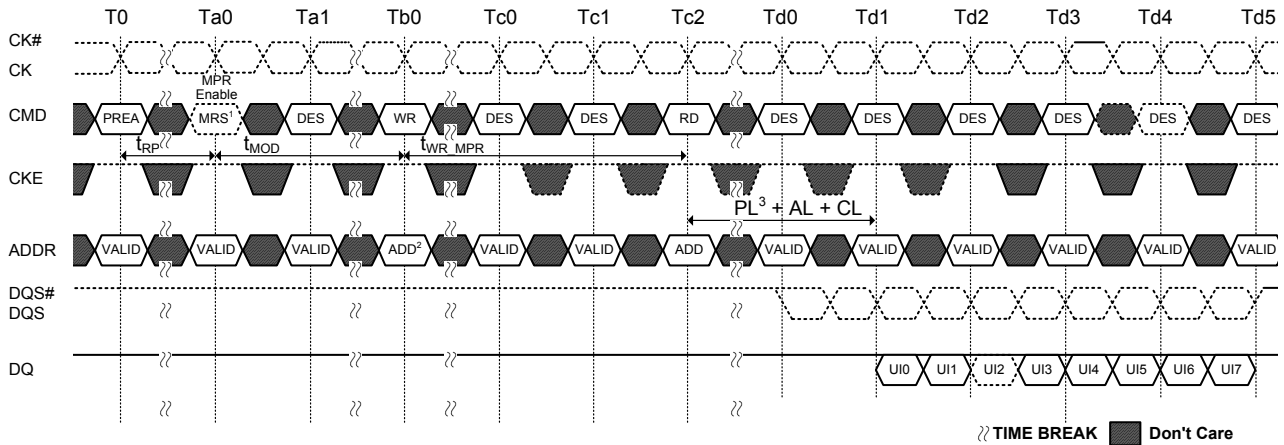 T0 Ta0 Ta1 Tb0 Tc0 Tc1 Tc2 Td0 Td1 Td2 Td3 Td4 Td5
CK#
CK
MPR
Enable
CMD PREA MRS1 DES WR DES DES RD DES DES DES DES DES DES
tRP tMOD tWR_MPR
CKE
PL3 + AL + CL
ADDR VALID VALID VALID ADD2 VALID VALID ADD VALID VALID VALID VALID VALID VALID
DQS#
DQS
DQ UI0 UI1 UI2 UI3 UI4 UI5 UI6 UI7
TIME BREAK Don't Care